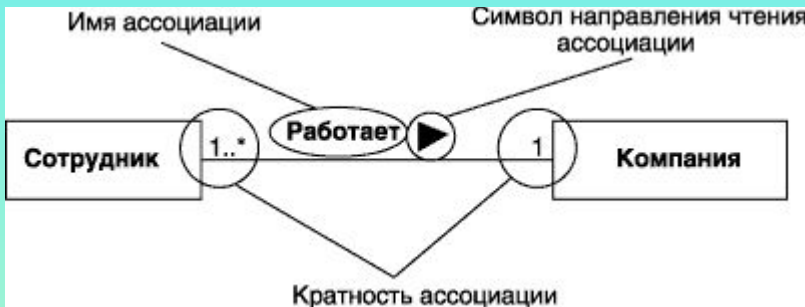 Имя ассоциации
Символ направления чтения
ассоциации
Работает
Сотрудник
1..*
1
Компания
Кратность ассоциации